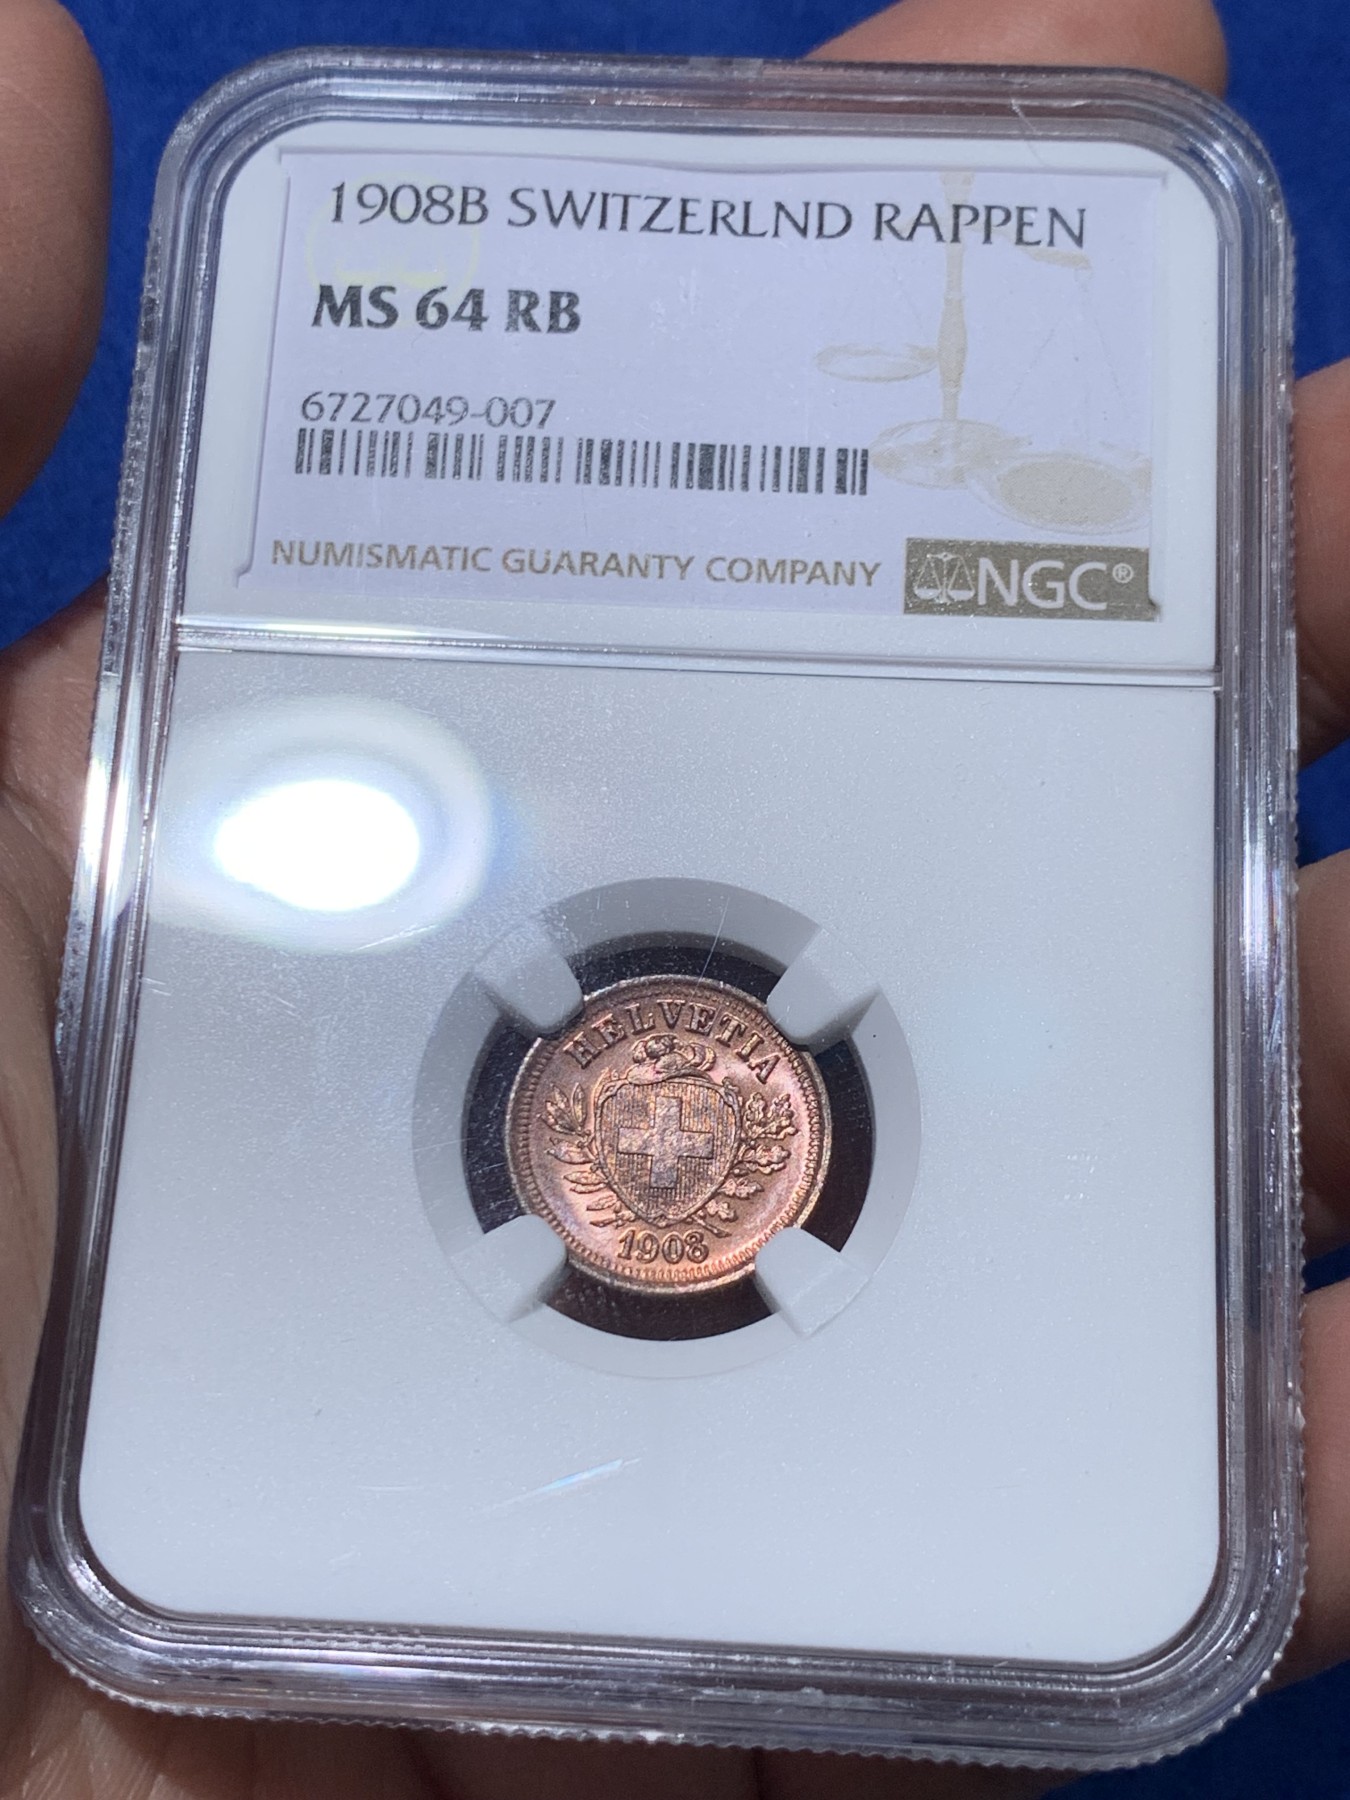 1908B SWITZERLND RAPPEN
MS 64 RB
6727049-007
NUMISMATIC GUARANTY COMPANY NGC®
HELVETIA
1908